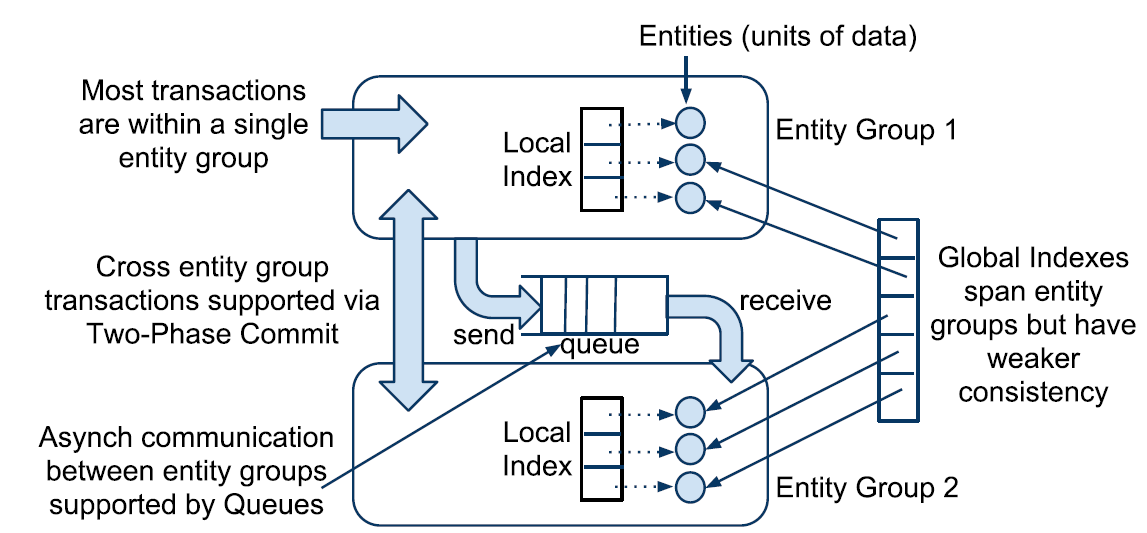 Entities (units of data)
Most transactions
are within a single
entity group
Local
Index
Entity Group 1
Cross entity group
transactions supported via
Two-Phase Commit
send
queue
receive
Global Indexes
span entity
groups but have
weaker
consistency
Asynch communication
between entity groups
supported by Queues
Local
Index
Entity Group 2